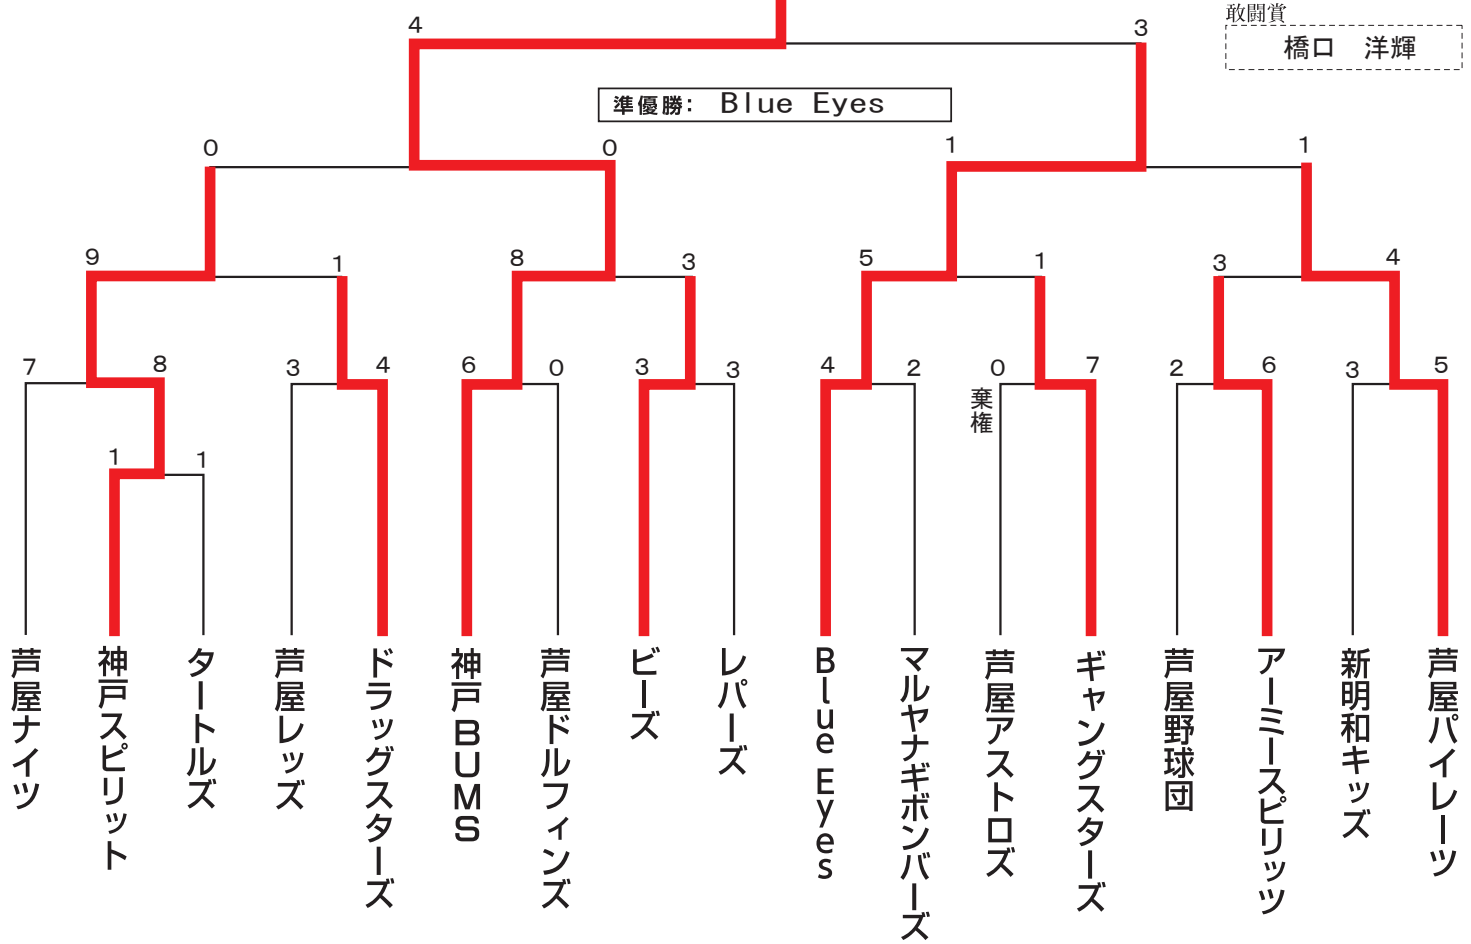 敢闘賞
橋口　洋輝
4 3
準優勝： Blue Eyes
0 0 1 1
9 1 8 3 5 1 3 4
7 8 3 4 6 0 3 3 4 2 0 7 2 6 3 5
棄権
1 1
芦屋ナイツ
神戸スピリット
タートルズ
芦屋レッズ
ドラッグスターズ
神戸BUMS
芦屋ドルフィンズ
ビーズ
レパーズ
Blue Eyes
マルヤナギボンバーズ
芦屋アストロズ
ギャングスターズ
芦屋野球団
アーミースピリッツ
新明和キッズ
芦屋パイレーツ